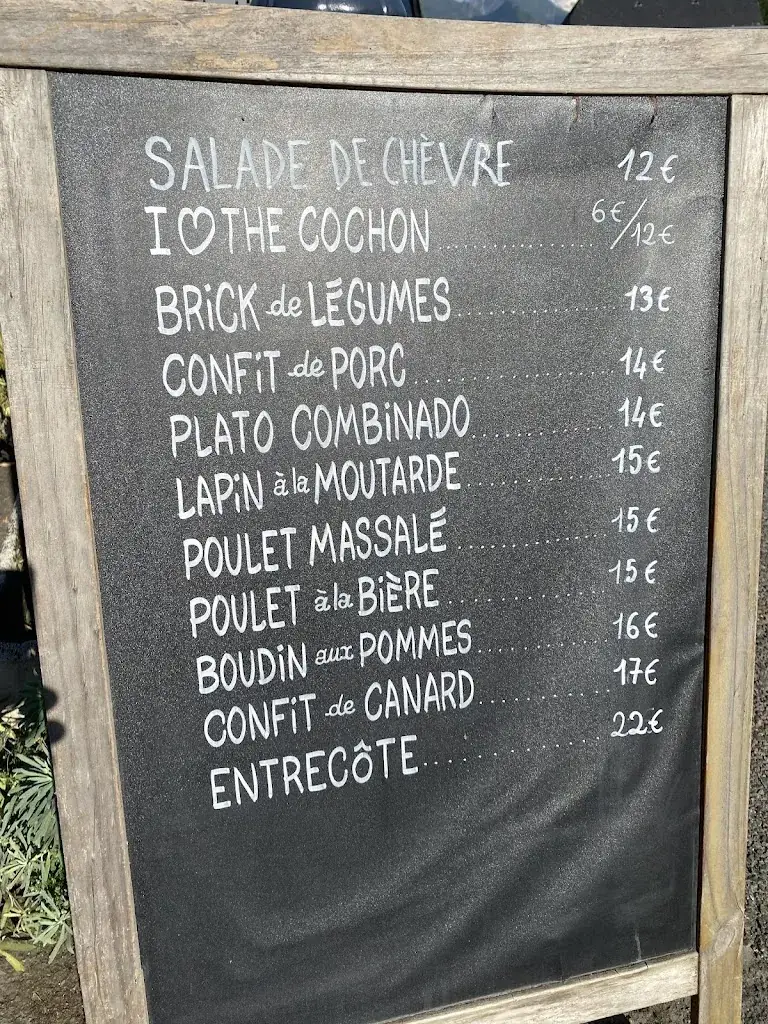 SALADE DE CHÈVRE 12€
I♡THE COCHON 6€/12€
BRiCK de LÉGUMES 13€
CONFiT de PORC 14€
PLATO COMBiNADO 14€
LAPiN à la MOUTARDE 15€
POULET MASSALÉ 15€
POULET à la BiÈRE 15€
BOUDiN aux POMMES 16€
CONFiT de CANARD 17€
ENTRECÔTE 22€